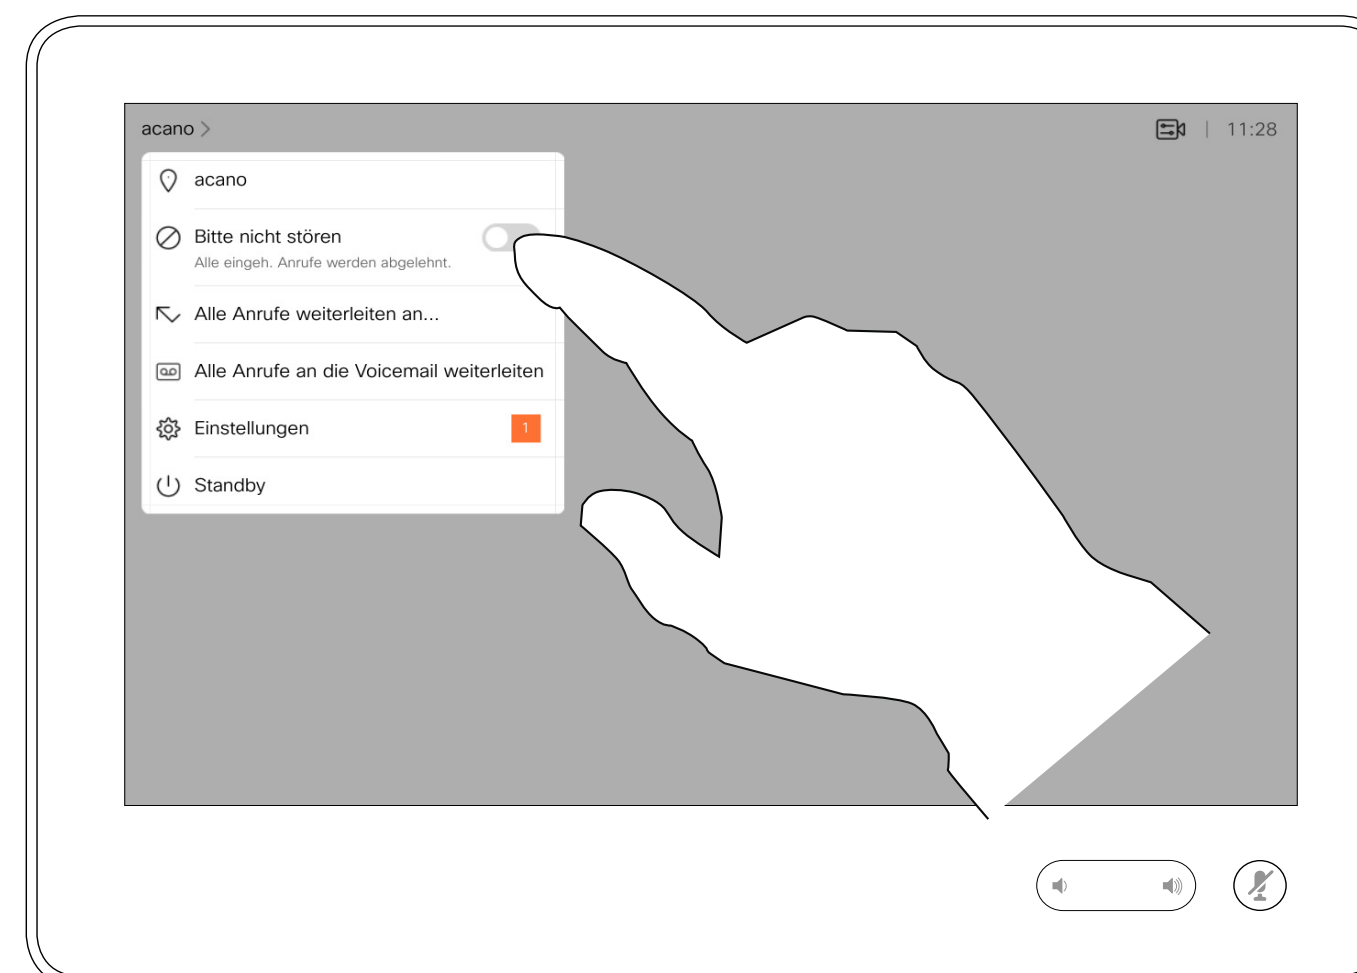 acano >
11:28
acano
Bitte nicht stören
Alle eingeh. Anrufe werden abgelehnt.
Alle Anrufe weiterleiten an...
Alle Anrufe an die Voicemail weiterleiten
Einstellungen 1
Standby